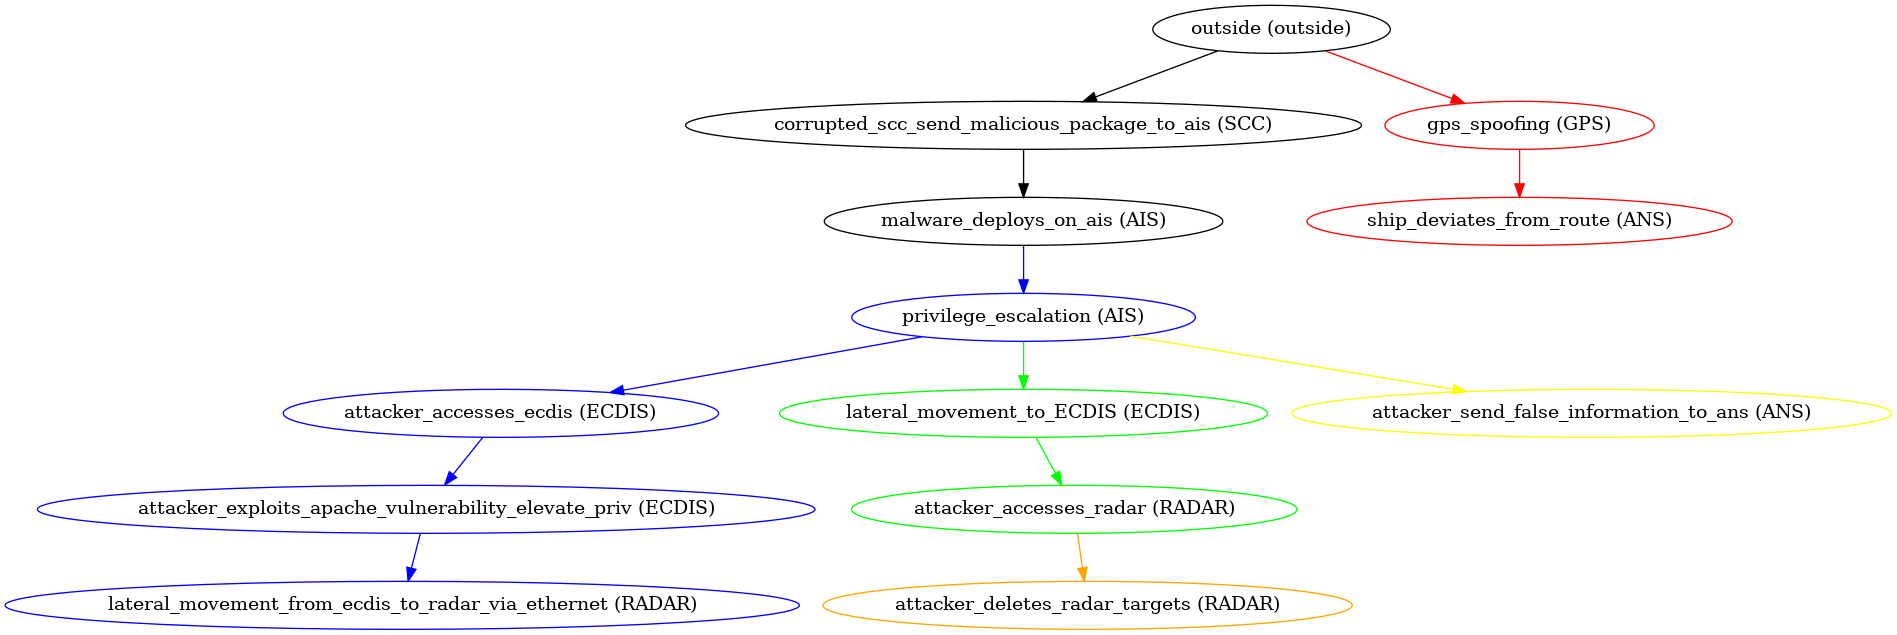 outside (outside)
corrupted_scc_send_malicious_package_to_ais (SCC)
gps_spoofing (GPS)
malware_deploys_on_ais (AIS)
ship_deviates_from_route (ANS)
privilege_escalation (AIS)
attacker_accesses_ecdis (ECDIS)
lateral_movement_to_ECDIS (ECDIS)
attacker_send_false_information_to_ans (ANS)
attacker_exploits_apache_vulnerability_elevate_priv (ECDIS)
attacker_accesses_radar (RADAR)
lateral_movement_from_ecdis_to_radar_via_ethernet (RADAR)
attacker_deletes_radar_targets (RADAR)